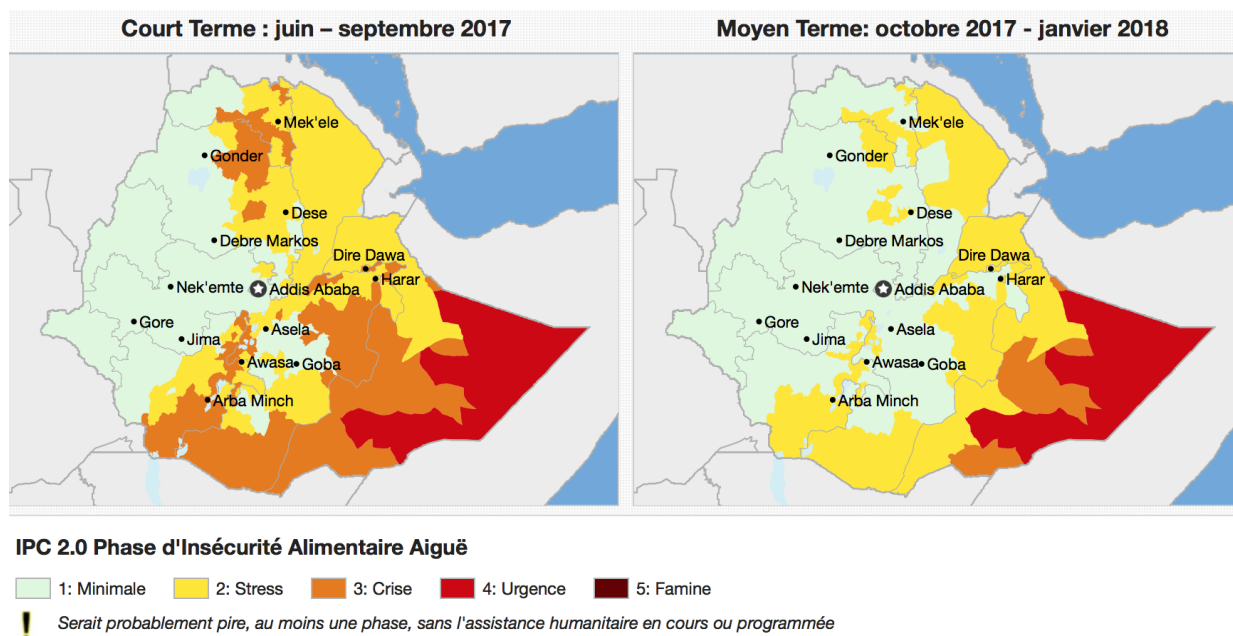 Court Terme : juin – septembre 2017
Moyen Terme: octobre 2017 - janvier 2018
Mek'ele
Gonder
Dese
Debre Markos
Dire Dawa
Harar
Nek'emte
Addis Ababa
Gore
Asela
Jima
Awasa
Goba
Arba Minch
Mek'ele
Gonder
Dese
Debre Markos
Dire Dawa
Harar
Nek'emte
Addis Ababa
Gore
Asela
Jima
Awasa
Goba
Arba Minch
IPC 2.0 Phase d'Insécurité Alimentaire Aiguë
1: Minimale
2: Stress
3: Crise
4: Urgence
5: Famine
! Serait probablement pire, au moins une phase, sans l'assistance humanitaire en cours ou programmée